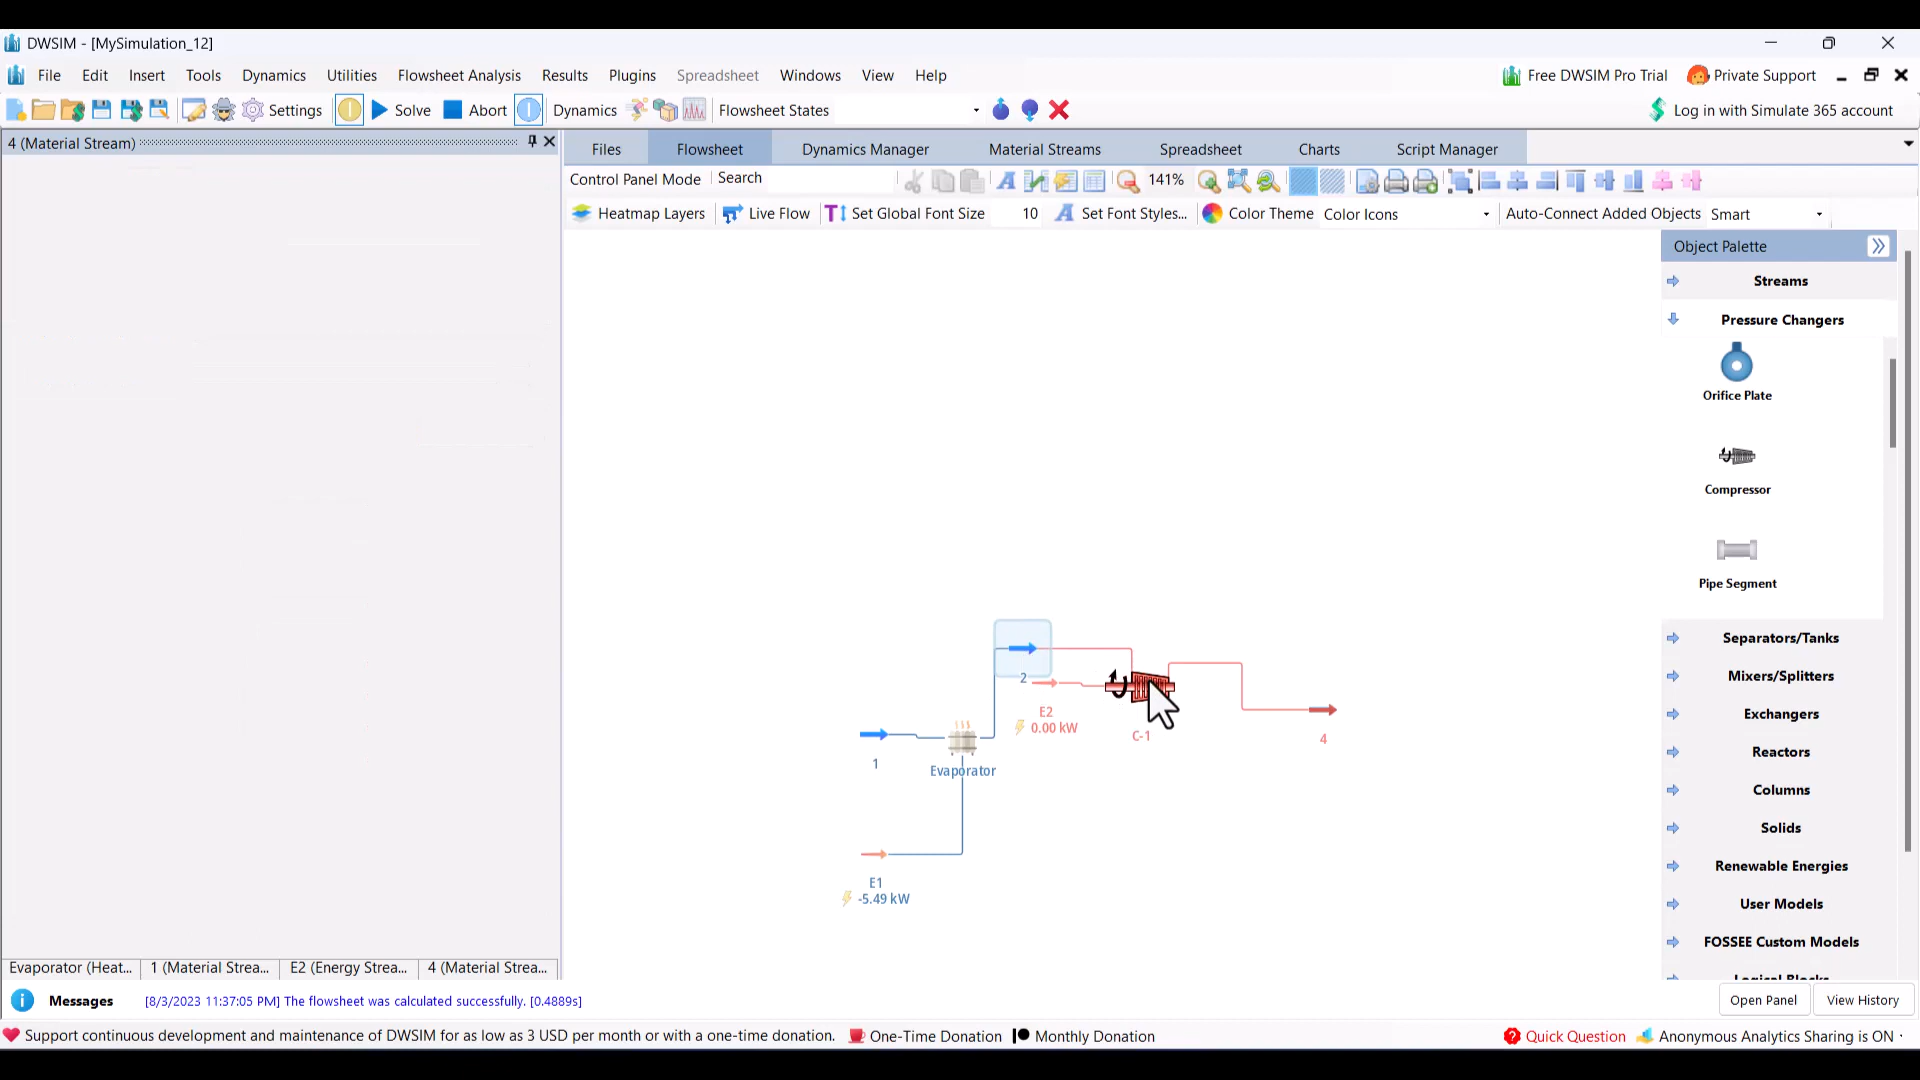 DWSIM - [MySimulation_12]
File Edit Insert Tools Dynamics Utilities Flowsheet Analysis Results Plugins Spreadsheet Windows View Help Free DWSIM Pro Trial Private Support
Settings Solve Abort Dynamics Flowsheet States Log in with Simulate 365 account
4 (Material Stream)
Files Flowsheet Dynamics Manager Material Streams Spreadsheet Charts Script Manager
Control Panel Mode Search 141%
Heatmap Layers Live Flow Set Global Font Size 10 Set Font Styles... Color Theme Color Icons Auto-Connect Added Objects Smart
Object Palette
Streams
Pressure Changers
Orifice Plate
Compressor
Pipe Segment
Separators/Tanks
Mixers/Splitters
Exchangers
Reactors
Columns
Solids
Renewable Energies
User Models
FOSSEE Custom Models
Logical Blocks
2
E2
0.00 kW
C-1
4
1
Evaporator
E1
-5.49 kW
Evaporator (Heat... 1 (Material Strea... E2 (Energy Strea... 4 (Material Strea...
Messages [8/3/2023 11:37:05 PM] The flowsheet was calculated successfully. [0.4889s] Open Panel View History
Support continuous development and maintenance of DWSIM for as low as 3 USD per month or with a one-time donation. One-Time Donation Monthly Donation Quick Question Anonymous Analytics Sharing is ON